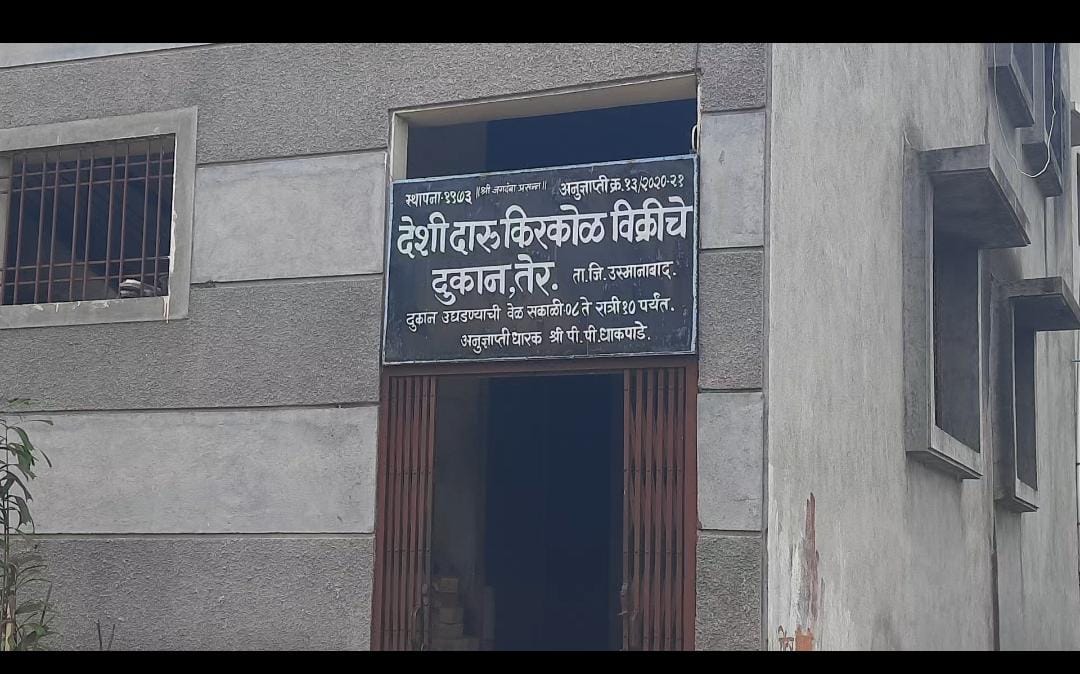 स्थापना-१९७३ ॥श्री जगदंबा प्रसन्न॥ अनुज्ञाप्ती क्र.१३/२०२०-२१
देशी दारू किरकोळ विक्रीचे
दुकान,तेर. ता.जि.उस्मानाबाद.
दुकान उघडण्याची वेळ सकाळी-०८ ते रात्री १० पर्यंत.
अनुज्ञाप्ती धारक श्री पी.पी.धाकपाडे.